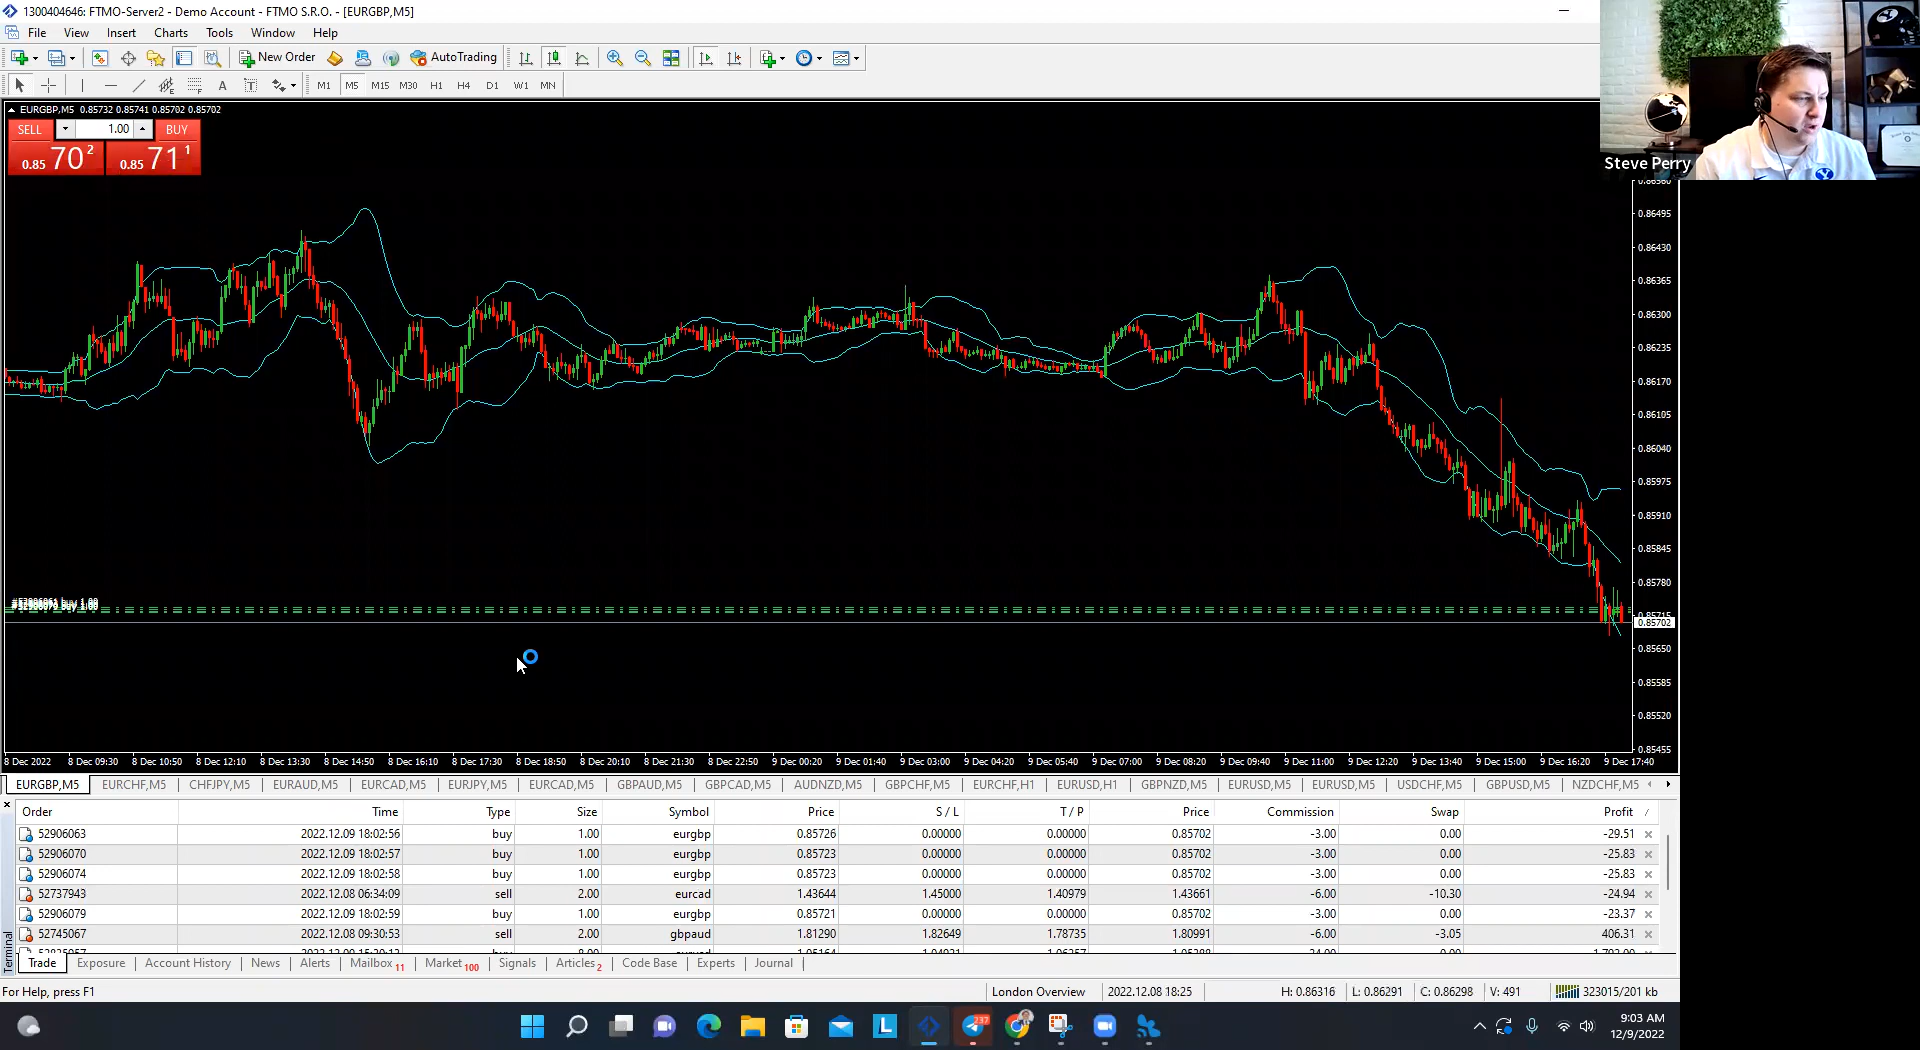 1300404646: FTMO-Server2 - Demo Account - FTMO S.R.O. - [EURGBP,M5]
File View Insert Charts Tools Window Help
New Order AutoTrading
A T M1 M5 M15 M30 H1 H4 D1 W1 MN
EURGBP,M5 0.85732 0.85741 0.85702 0.85702
SELL 1.00 BUY
0.85 70 2 0.85 71 1
Steve Perry
0.86495
0.86430
0.86365
0.86300
0.86235
0.86170
0.86105
0.86040
0.85975
0.85910
0.85845
0.85780
0.85715
0.85702
0.85650
0.85585
0.85520
0.85455
8 Dec 2022 8 Dec 09:30 8 Dec 10:50 8 Dec 12:10 8 Dec 13:30 8 Dec 14:50 8 Dec 16:10 8 Dec 17:30 8 Dec 18:50 8 Dec 20:10 8 Dec 21:30 8 Dec 22:50 9 Dec 00:20 9 Dec 01:40 9 Dec 03:00 9 Dec 04:20 9 Dec 05:40 9 Dec 07:00 9 Dec 08:20 9 Dec 09:40 9 Dec 11:00 9 Dec 12:20 9 Dec 13:40 9 Dec 15:00 9 Dec 16:20 9 Dec 17:40
EURGBP,M5 EURCHF,M5 CHFJPY,M5 EURAUD,M5 EURCAD,M5 EURJPY,M5 EURCAD,M5 GBPAUD,M5 GBPCAD,M5 AUDNZD,M5 GBPCHF,M5 EURCHF,H1 EURUSD,H1 GBPNZD,M5 EURUSD,M5 EURUSD,M5 USDCHF,M5 GBPUSD,M5 NZDCHF,M5
Order Time Type Size Symbol Price S / L T / P Price Commission Swap Profit /
52906063 2022.12.09 18:02:56 buy 1.00 eurgbp 0.85726 0.00000 0.00000 0.85702 -3.00 0.00 -29.51
52906070 2022.12.09 18:02:57 buy 1.00 eurgbp 0.85723 0.00000 0.00000 0.85702 -3.00 0.00 -25.83
52906074 2022.12.09 18:02:58 buy 1.00 eurgbp 0.85723 0.00000 0.00000 0.85702 -3.00 0.00 -25.83
52737943 2022.12.08 06:34:09 sell 2.00 eurcad 1.43644 1.45000 1.40979 1.43661 -6.00 -10.30 -24.94
52906079 2022.12.09 18:02:59 buy 1.00 eurgbp 0.85721 0.00000 0.00000 0.85702 -3.00 0.00 -23.37
52745067 2022.12.08 09:30:53 sell 2.00 gbpaud 1.81290 1.82649 1.78735 1.80991 -6.00 -3.05 406.31
Terminal
Trade Exposure Account History News Alerts Mailbox 11 Market 100 Signals Articles 2 Code Base Experts Journal
For Help, press F1 London Overview 2022.12.08 18:25 H: 0.86316 L: 0.86291 C: 0.86298 V: 491 323015/201 kb
L 737 9:03 AM
12/9/2022